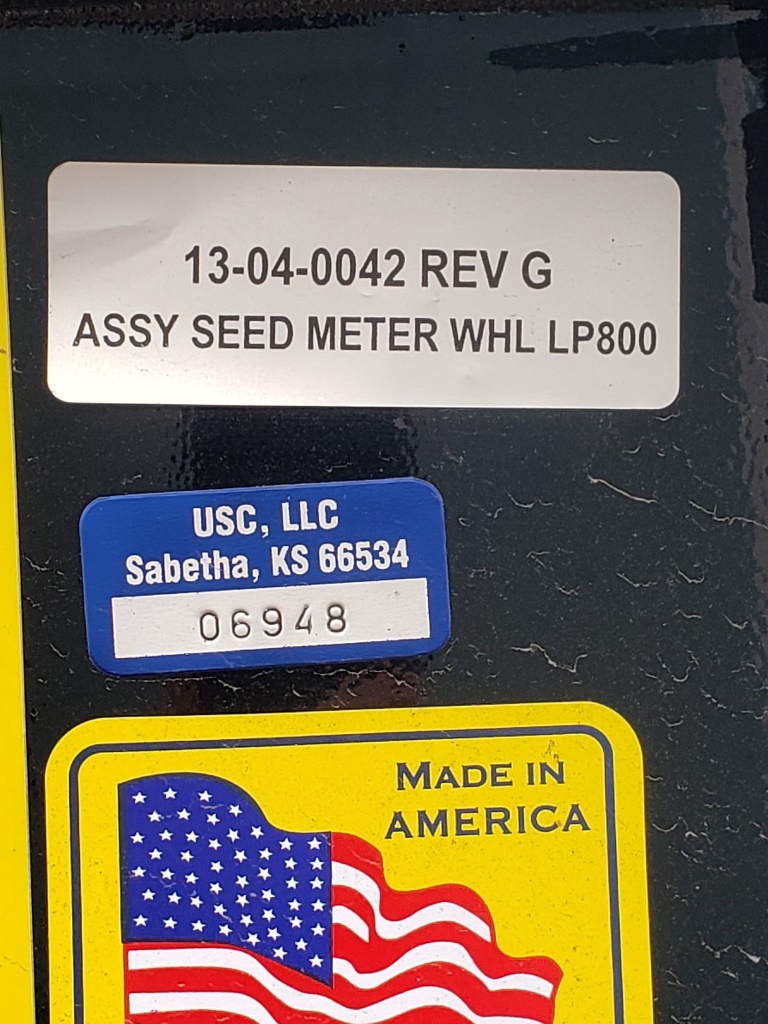 13-04-0042 REV G
ASSY SEED METER WHL LP800
USC, LLC
Sabetha, KS 66534
06948
MADE IN
AMERICA